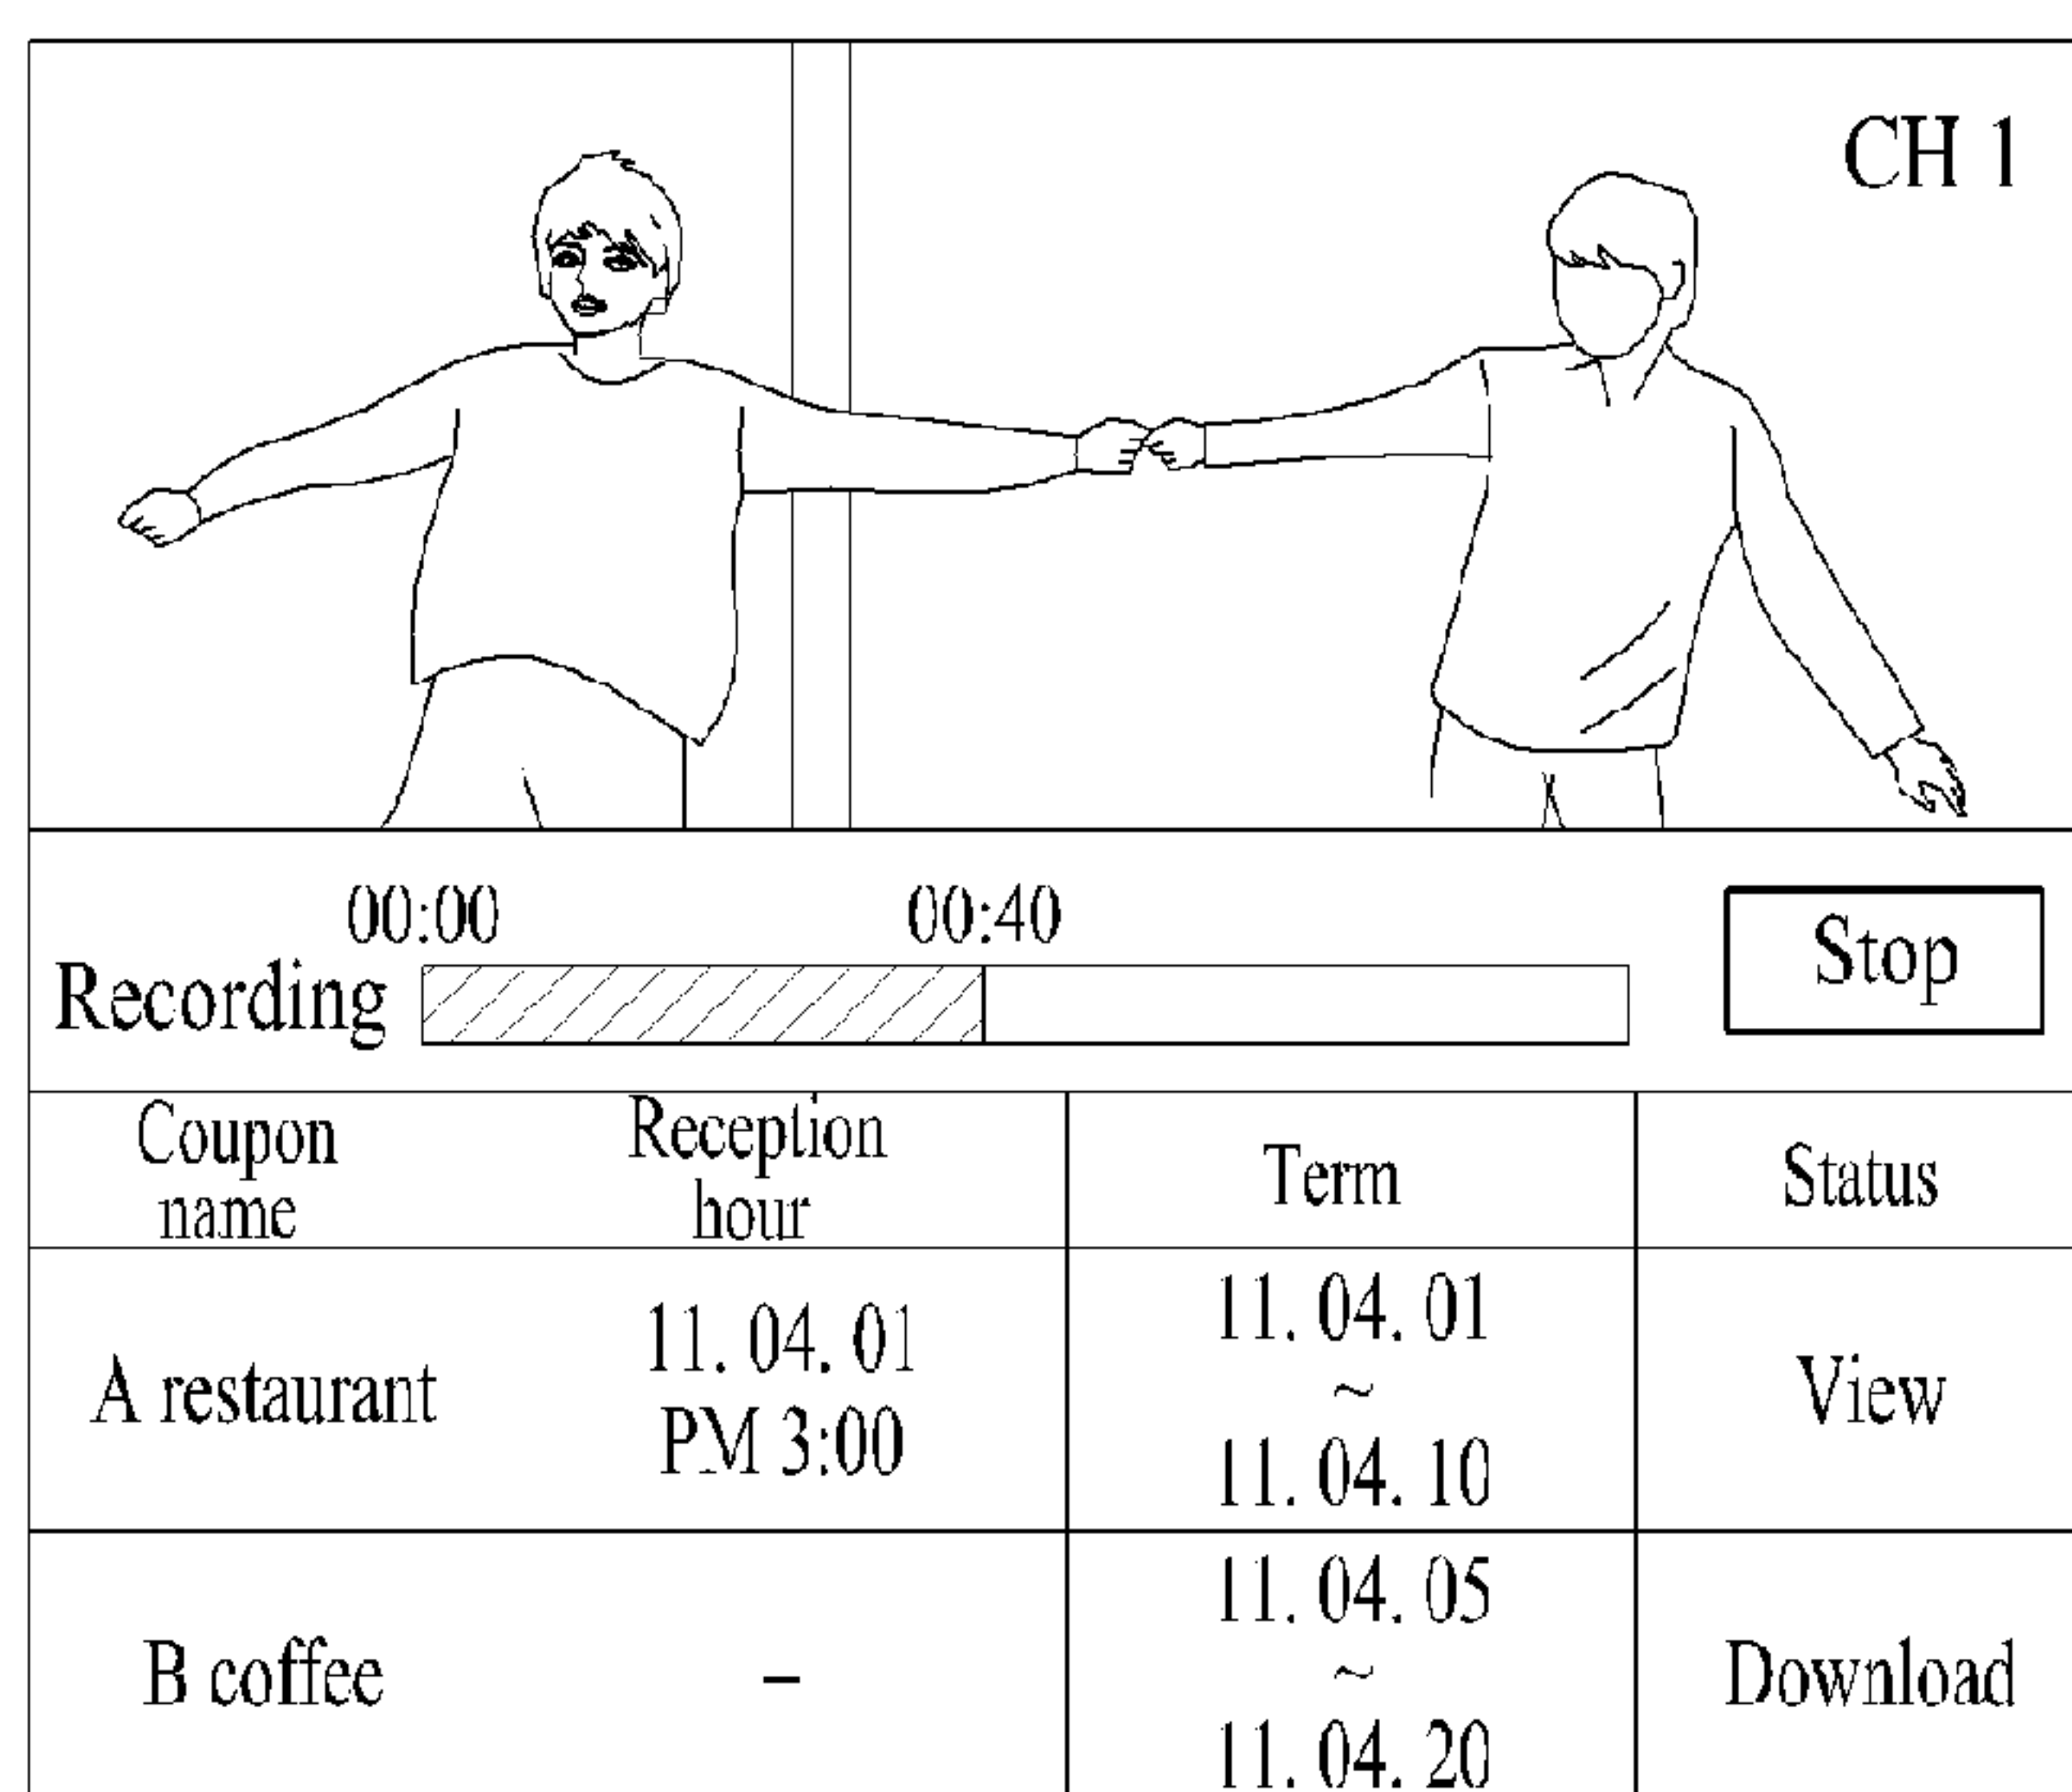 CH 1
00:00 00:40
Recording
Stop
Coupon name
Reception hour
Term
Status
A restaurant
11. 04. 01
PM 3:00
11. 04. 01
~
11. 04. 10
View
B coffee
–
11. 04. 05
~
11. 04. 20
Download